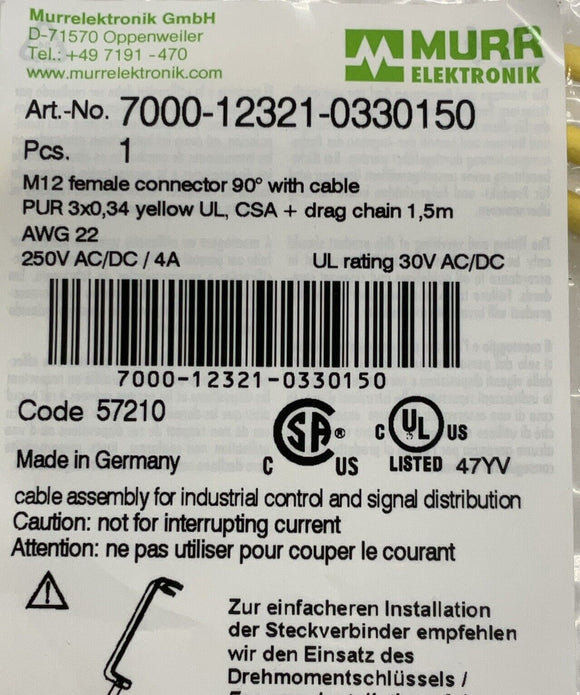 Murrelektronik GmbH
D-71570 Oppenweiler
Tel.: +49 7191 -470
www.murrelektronik.com
MURR
ELEKTRONIK
Art.-No. 7000-12321-0330150
Pcs. 1
M12 female connector 90° with cable
PUR 3x0,34 yellow UL, CSA + drag chain 1,5m
AWG 22
250V AC/DC / 4A UL rating 30V AC/DC
7000-12321-0330150
Code 57210
C SA ® US
C UL US
LISTED 47YV
Made in Germany
cable assembly for industrial control and signal distribution
Caution: not for interrupting current
Attention: ne pas utiliser pour couper le courant
Zur einfacheren Installation
der Steckverbinder empfehlen
wir den Einsatz des
Drehmomentschlüssels /